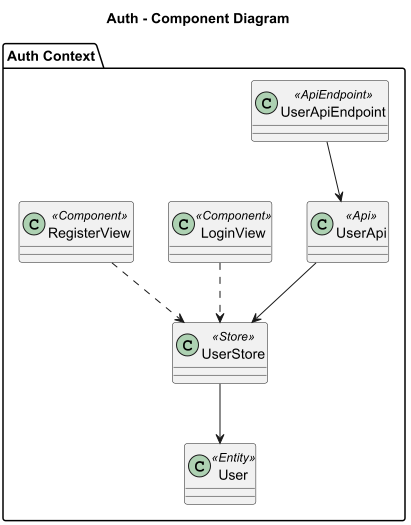 Auth - Component Diagram
Auth Context
C
«ApiEndpoint»
UserApiEndpoint
C
«Component»
RegisterView
C
«Component»
LoginView
C
«Api»
UserApi
C
«Store»
UserStore
C
«Entity»
User